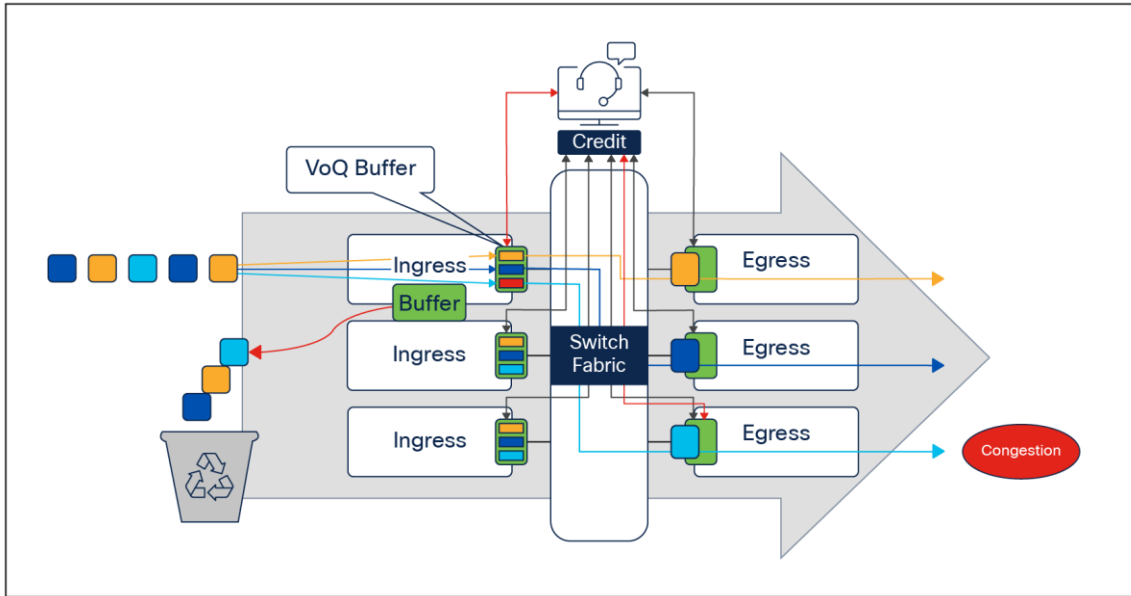 Credit
VoQ Buffer
Ingress
Egress
Buffer
Ingress
Switch
Fabric
Egress
Ingress
Egress
Congestion